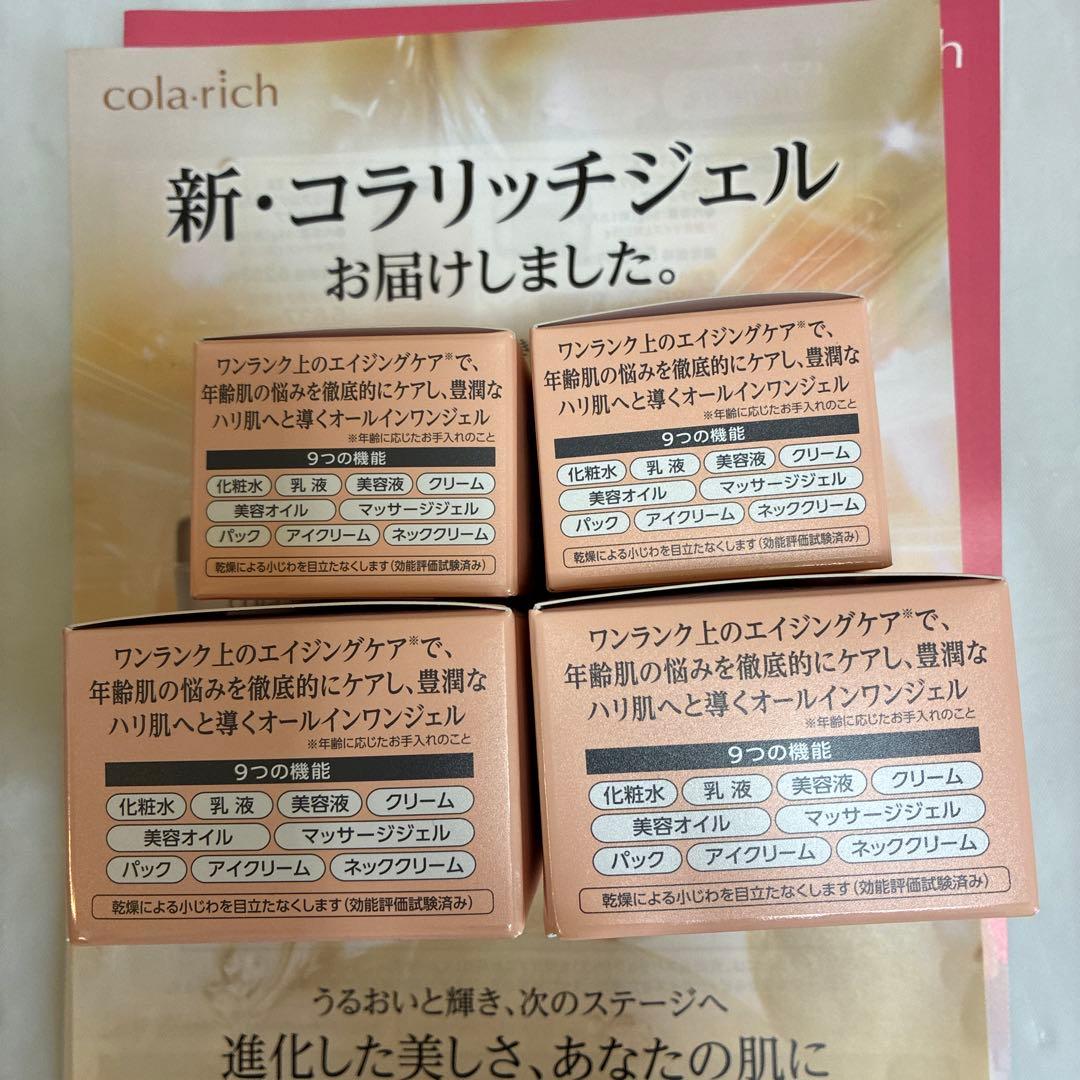 cola·rich
h
新・コラリッチジェル
お届けしました。
ワンランク上のエイジングケア※で、
年齢肌の悩みを徹底的にケアし、豊潤な
ハリ肌へと導くオールインワンジェル
※年齢に応じたお手入れのこと
9つの機能
化粧水 乳液 美容液 クリーム
美容オイル マッサージジェル
パック アイクリーム ネッククリーム
乾燥による小じわを目立たなくします(効能評価試験済み)
ワンランク上のエイジングケア※で、
年齢肌の悩みを徹底的にケアし、豊潤な
ハリ肌へと導くオールインワンジェル
※年齢に応じたお手入れのこと
9つの機能
化粧水 乳液 美容液 クリーム
美容オイル マッサージジェル
パック アイクリーム ネッククリーム
乾燥による小じわを目立たなくします(効能評価試験済み)
ワンランク上のエイジングケア※で、
年齢肌の悩みを徹底的にケアし、豊潤な
ハリ肌へと導くオールインワンジェル
※年齢に応じたお手入れのこと
9つの機能
化粧水 乳液 美容液 クリーム
美容オイル マッサージジェル
パック アイクリーム ネッククリーム
乾燥による小じわを目立たなくします(効能評価試験済み)
ワンランク上のエイジングケア※で、
年齢肌の悩みを徹底的にケアし、豊潤な
ハリ肌へと導くオールインワンジェル
※年齢に応じたお手入れのこと
9つの機能
化粧水 乳液 美容液 クリーム
美容オイル マッサージジェル
パック アイクリーム ネッククリーム
乾燥による小じわを目立たなくします(効能評価試験済み)
うるおいと輝き、次のステージへ
進化した美しさ、あなたの肌に